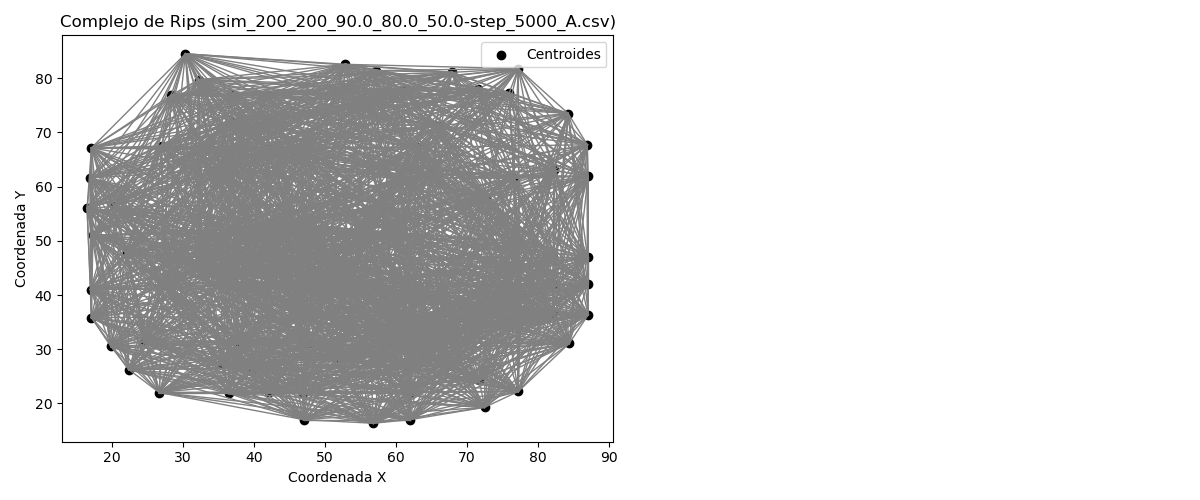 Complejo de Rips (sim_200_200_90.0_80.0_50.0-step_5000_A.csv)
Centroides
80
70
60
50
40
30
20
Coordenada Y
20 30 40 50 60 70 80 90
Coordenada X